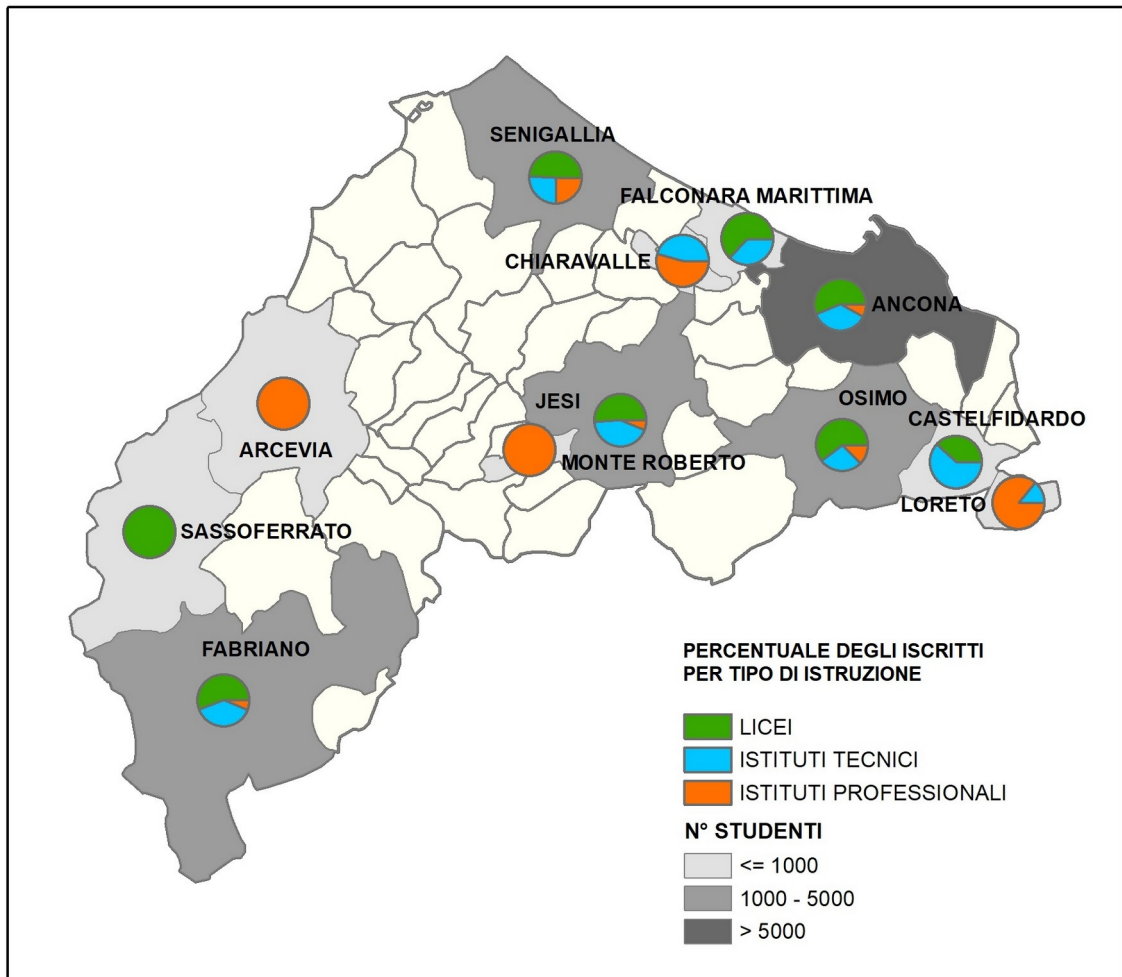 SENIGALLIA
FALCONARA MARITTIMA
CHIARAVALLE
ANCONA
JESI
OSIMO
CASTELFIDARDO
ARCEVIA
MONTE ROBERTO
LORETO
SASSOFERRATO
FABRIANO
PERCENTUALE DEGLI ISCRITTI
PER TIPO DI ISTRUZIONE
LICEI
ISTITUTI TECNICI
ISTITUTI PROFESSIONALI
N° STUDENTI
<= 1000
1000 - 5000
> 5000